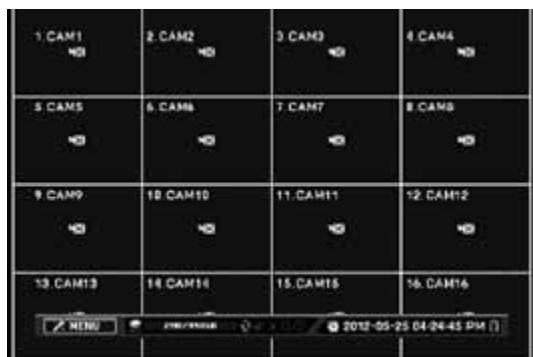 1.CAM1 2.CAM2 3.CAM3 4.CAM4
5.CAM5 6.CAM6 7.CAM7 8.CAM8
9.CAM9 10.CAM10 11.CAM11 12.CAM12
13.CAM13 14.CAM14 15.CAM15 16.CAM16
MENU 2012-05-25 04:24:45 PM